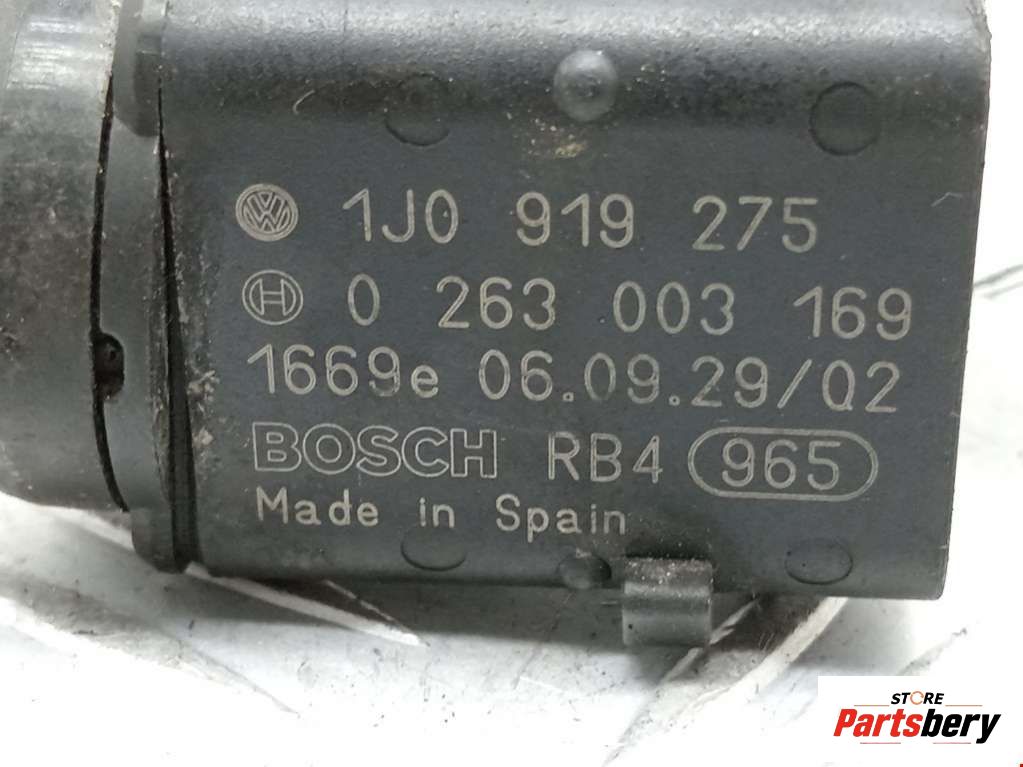 1J0 919 275
0 263 003 169
1669e 06.09.29/02
BOSCH RB4 965
Made in Spain
STORE
Partsbery